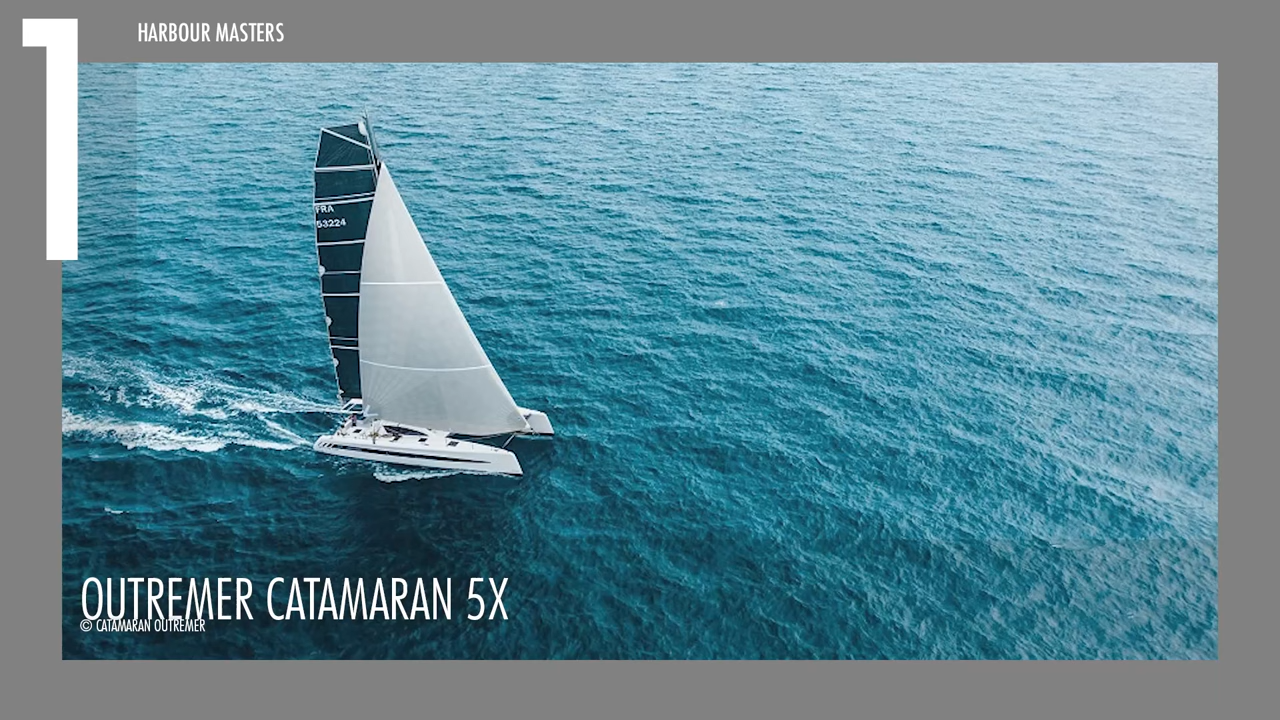 1
HARBOUR MASTERS
FRA
53224
OUTREMER CATAMARAN 5X
© CATAMARAN OUTREMER